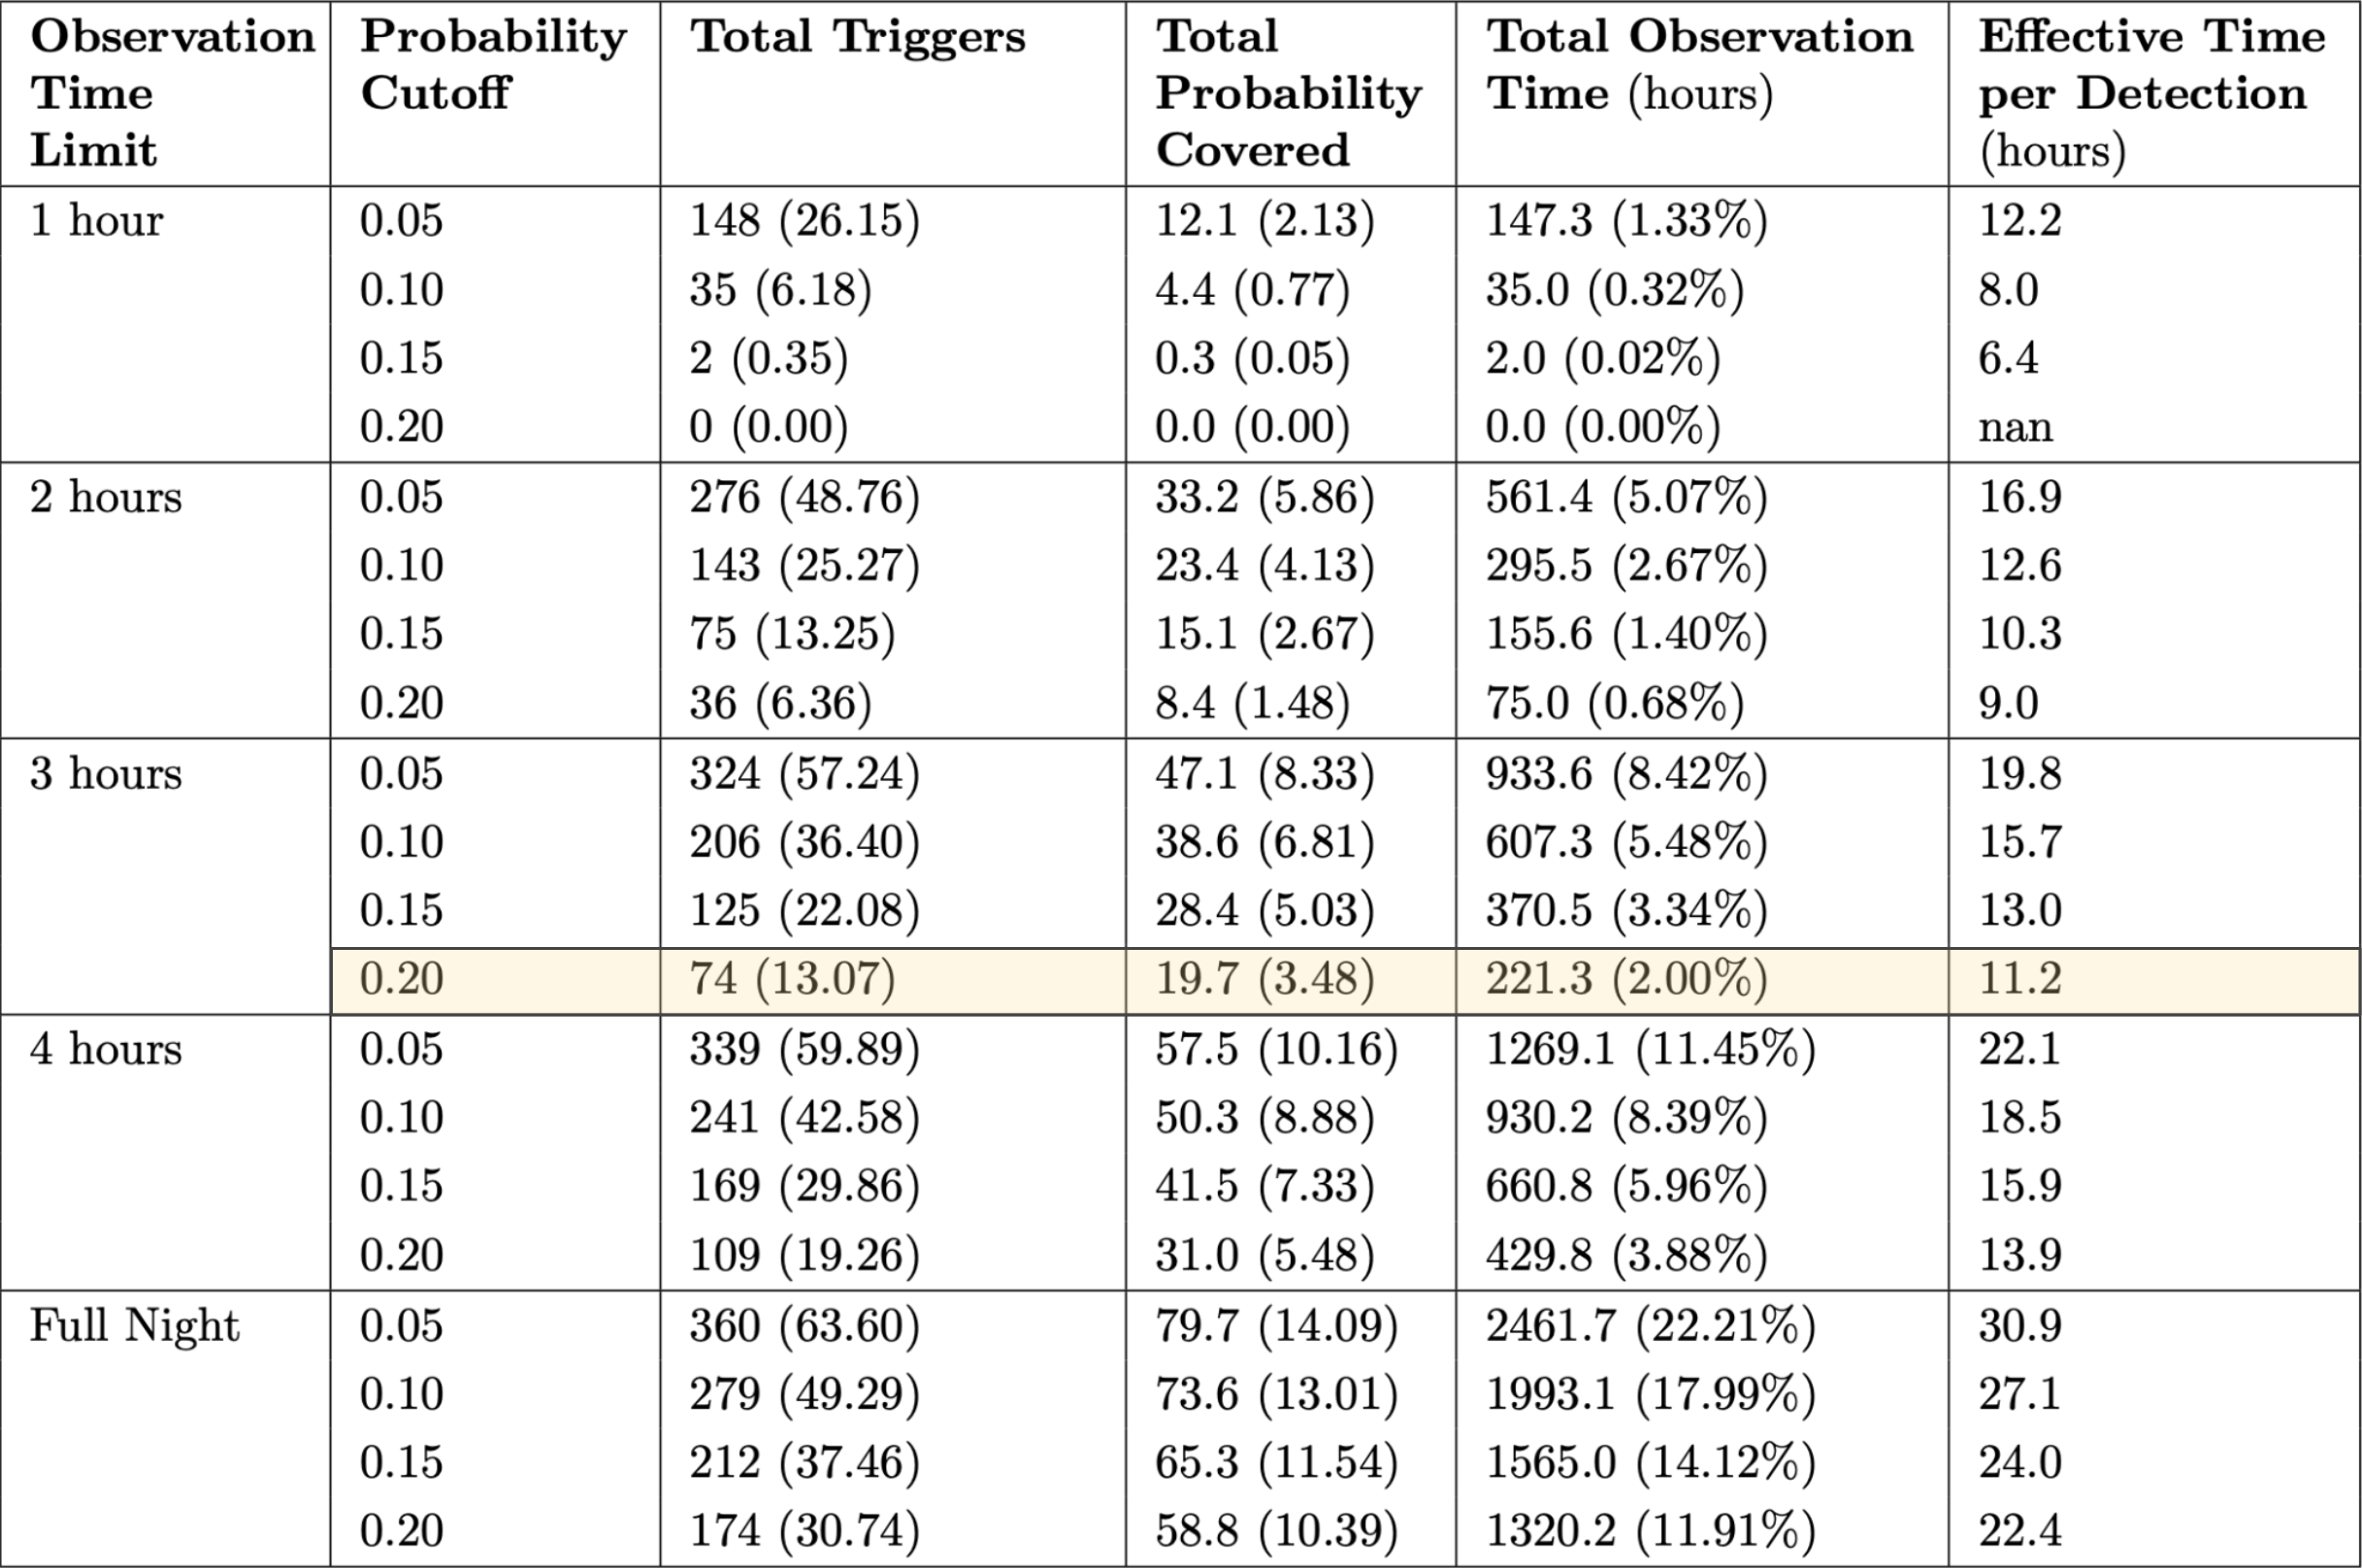 Observation Time Limit Probability Cutoff Total Triggers Total Probability Covered Total Observation Time (hours) Effective Time per Detection (hours)
1 hour 0.05 148 (26.15) 12.1 (2.13) 147.3 (1.33%) 12.2
0.10 35 (6.18) 4.4 (0.77) 35.0 (0.32%) 8.0
0.15 2 (0.35) 0.3 (0.05) 2.0 (0.02%) 6.4
0.20 0 (0.00) 0.0 (0.00) 0.0 (0.00%) nan
2 hours 0.05 276 (48.76) 33.2 (5.86) 561.4 (5.07%) 16.9
0.10 143 (25.27) 23.4 (4.13) 295.5 (2.67%) 12.6
0.15 75 (13.25) 15.1 (2.67) 155.6 (1.40%) 10.3
0.20 36 (6.36) 8.4 (1.48) 75.0 (0.68%) 9.0
3 hours 0.05 324 (57.24) 47.1 (8.33) 933.6 (8.42%) 19.8
0.10 206 (36.40) 38.6 (6.81) 607.3 (5.48%) 15.7
0.15 125 (22.08) 28.4 (5.03) 370.5 (3.34%) 13.0
0.20 74 (13.07) 19.7 (3.48) 221.3 (2.00%) 11.2
4 hours 0.05 339 (59.89) 57.5 (10.16) 1269.1 (11.45%) 22.1
0.10 241 (42.58) 50.3 (8.88) 930.2 (8.39%) 18.5
0.15 169 (29.86) 41.5 (7.33) 660.8 (5.96%) 15.9
0.20 109 (19.26) 31.0 (5.48) 429.8 (3.88%) 13.9
Full Night 0.05 360 (63.60) 79.7 (14.09) 2461.7 (22.21%) 30.9
0.10 279 (49.29) 73.6 (13.01) 1993.1 (17.99%) 27.1
0.15 212 (37.46) 65.3 (11.54) 1565.0 (14.12%) 24.0
0.20 174 (30.74) 58.8 (10.39) 1320.2 (11.91%) 22.4